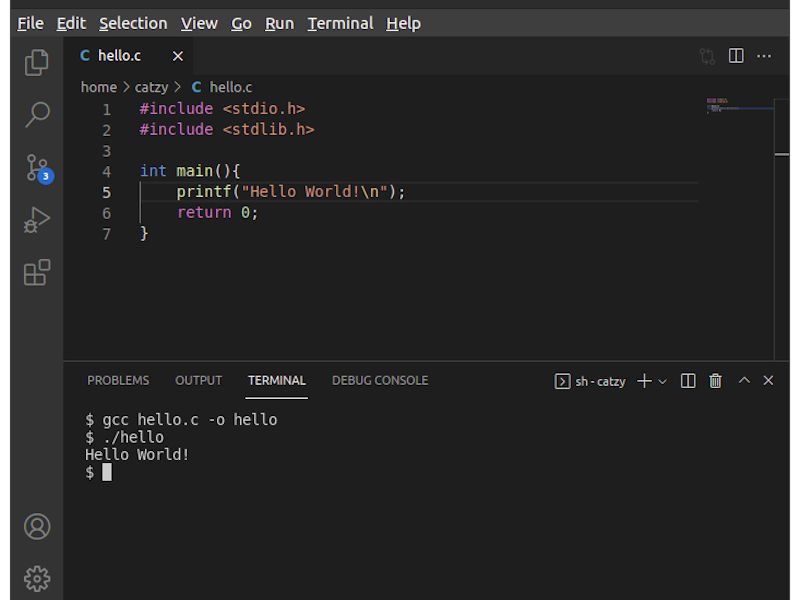 File Edit Selection View Go Run Terminal Help
C hello.c
home > catzy > C hello.c
1 #include <stdio.h>
2 #include <stdlib.h>
3
4 int main(){
5     printf("Hello World!\n");
6     return 0;
7 }
3
PROBLEMS OUTPUT TERMINAL DEBUG CONSOLE sh - catzy
$ gcc hello.c -o hello
$ ./hello
Hello World!
$